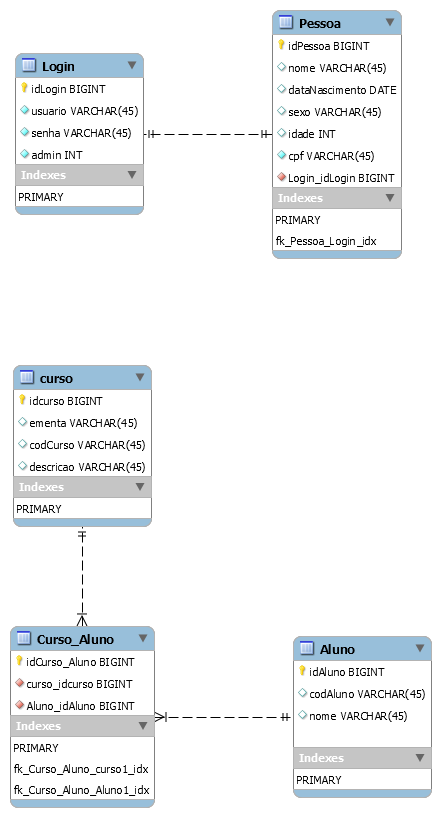 Login
idLogin BIGINT
usuario VARCHAR(45)
senha VARCHAR(45)
admin INT
Indexes
PRIMARY
Pessoa
idPessoa BIGINT
nome VARCHAR(45)
dataNascimento DATE
sexo VARCHAR(45)
idade INT
cpf VARCHAR(45)
Login_idLogin BIGINT
Indexes
PRIMARY
fk_Pessoa_Login_idx
curso
idcurso BIGINT
ementa VARCHAR(45)
codCurso VARCHAR(45)
descricao VARCHAR(45)
Indexes
PRIMARY
Curso_Aluno
idCurso_Aluno BIGINT
curso_idcurso BIGINT
Aluno_idAluno BIGINT
Indexes
PRIMARY
fk_Curso_Aluno_curso1_idx
fk_Curso_Aluno_Aluno1_idx
Aluno
idAluno BIGINT
codAluno VARCHAR(45)
nome VARCHAR(45)
Indexes
PRIMARY